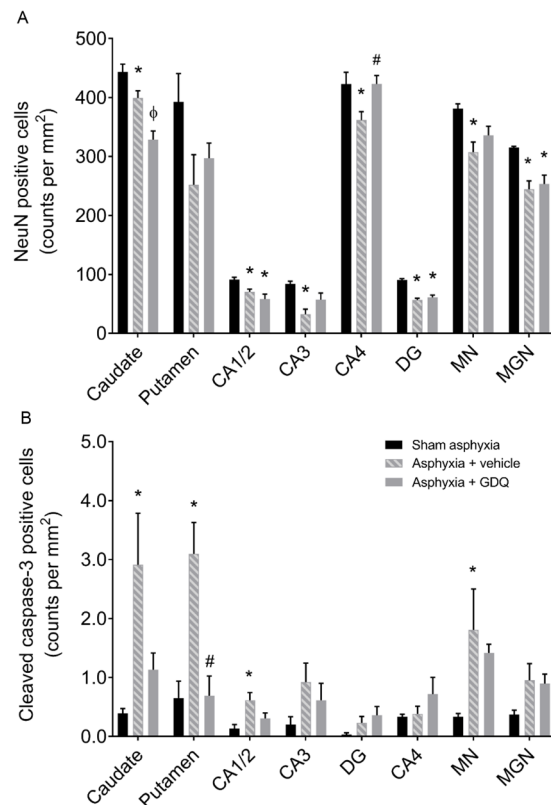 A
NeuN positive cells
(counts per mm²)
500
400
300
200
100
0
*
ϕ
*
*
*
*
#
*
*
*
*
*
Caudate
Putamen
CA1/2
CA3
CA4
DG
MN
MGN
B
Cleaved caspase-3 positive cells
(counts per mm²)
5.0
4.0
3.0
2.0
1.0
0.0
Sham asphyxia
Asphyxia + vehicle
Asphyxia + GDQ
*
*
#
*
*
Caudate
Putamen
CA1/2
CA3
DG
CA4
MN
MGN